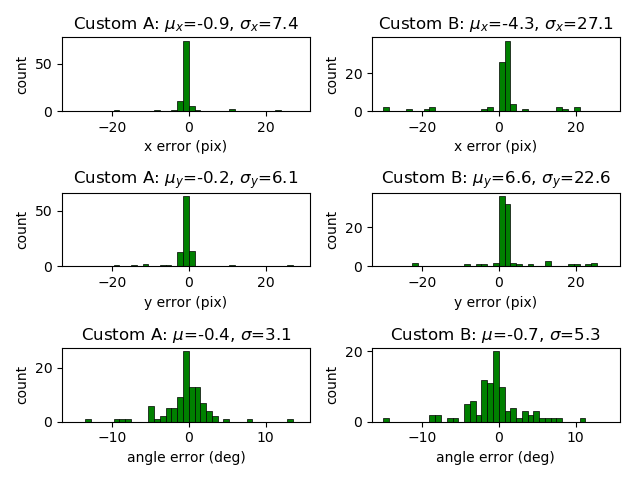 Custom A: μx=-0.9, σx=7.4
count
50
0
−20
0
20
x error (pix)
Custom B: μx=-4.3, σx=27.1
count
20
0
−20
0
20
x error (pix)
Custom A: μy=-0.2, σy=6.1
count
50
0
−20
0
20
y error (pix)
Custom B: μy=6.6, σy=22.6
count
20
0
−20
0
20
y error (pix)
Custom A: μ=-0.4, σ=3.1
count
20
0
−10
0
10
angle error (deg)
Custom B: μ=-0.7, σ=5.3
count
20
0
−10
0
10
angle error (deg)